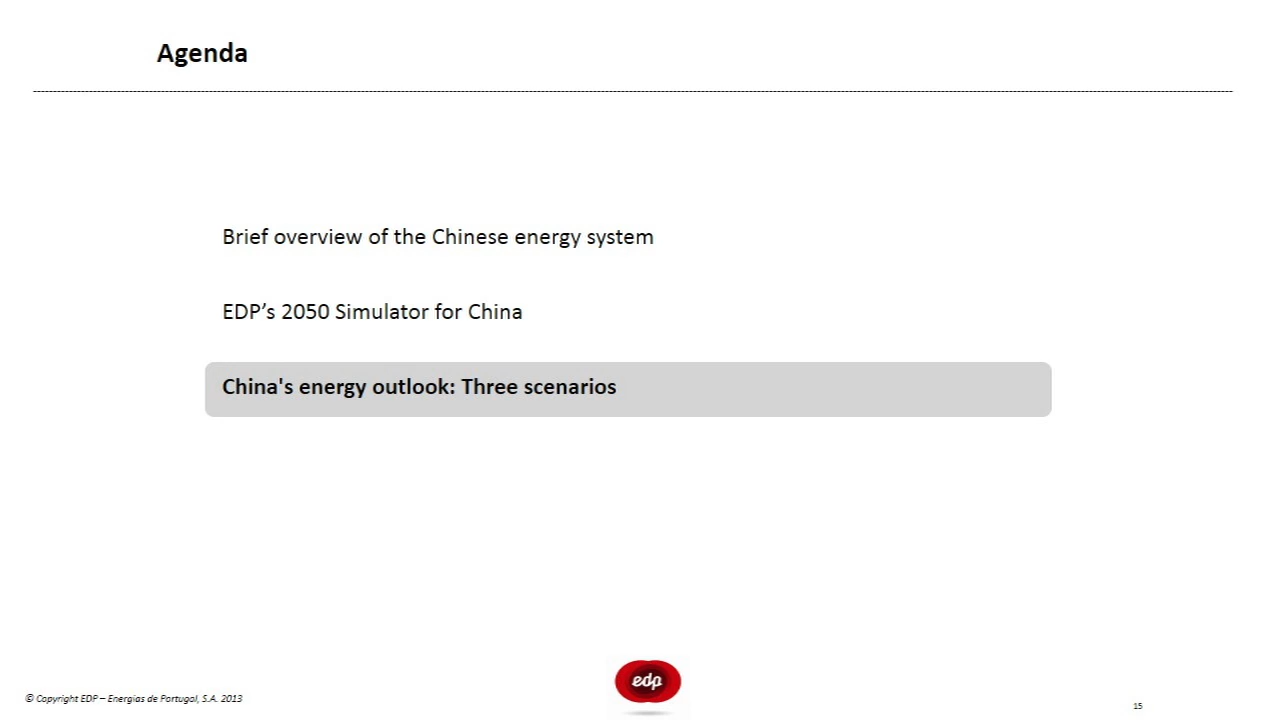 Agenda
Brief overview of the Chinese energy system
EDP’s 2050 Simulator for China
China's energy outlook: Three scenarios
edp
© Copyright EDP – Energias de Portugal, S.A. 2013
15